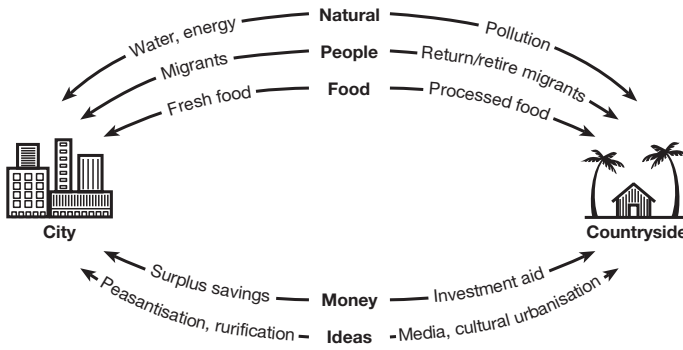 Natural
Water, energy
Pollution
People
Migrants
Return/retire migrants
Food
Fresh food
Processed food
City
Countryside
Surplus savings
Money
Investment aid
Peasantisation, rurification
Ideas
Media, cultural urbanisation